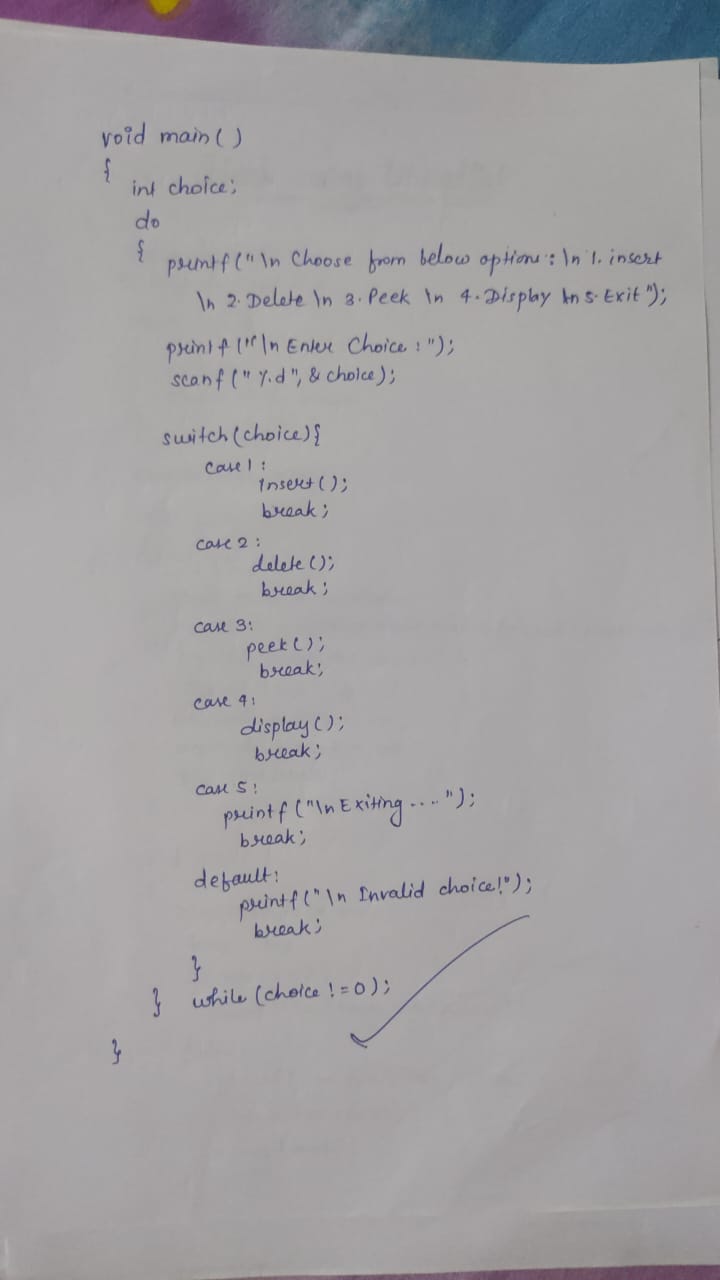 void main()
{
int choice;
do
{ printf("\n Choose from below options: \n 1. insert
\n 2. Delete \n 3. Peek \n 4. Display \n 5. Exit");
printf("\n Enter Choice :");
scanf("%d", &choice);
switch(choice){
case 1:
insert();
break;
case 2:
delete();
break;
case 3:
peek();
break;
case 4:
display();
break;
case 5:
printf("\n Exiting ....");
break;
default:
printf("\n Invalid choice!");
break;
}
} while (choice != 0);
}